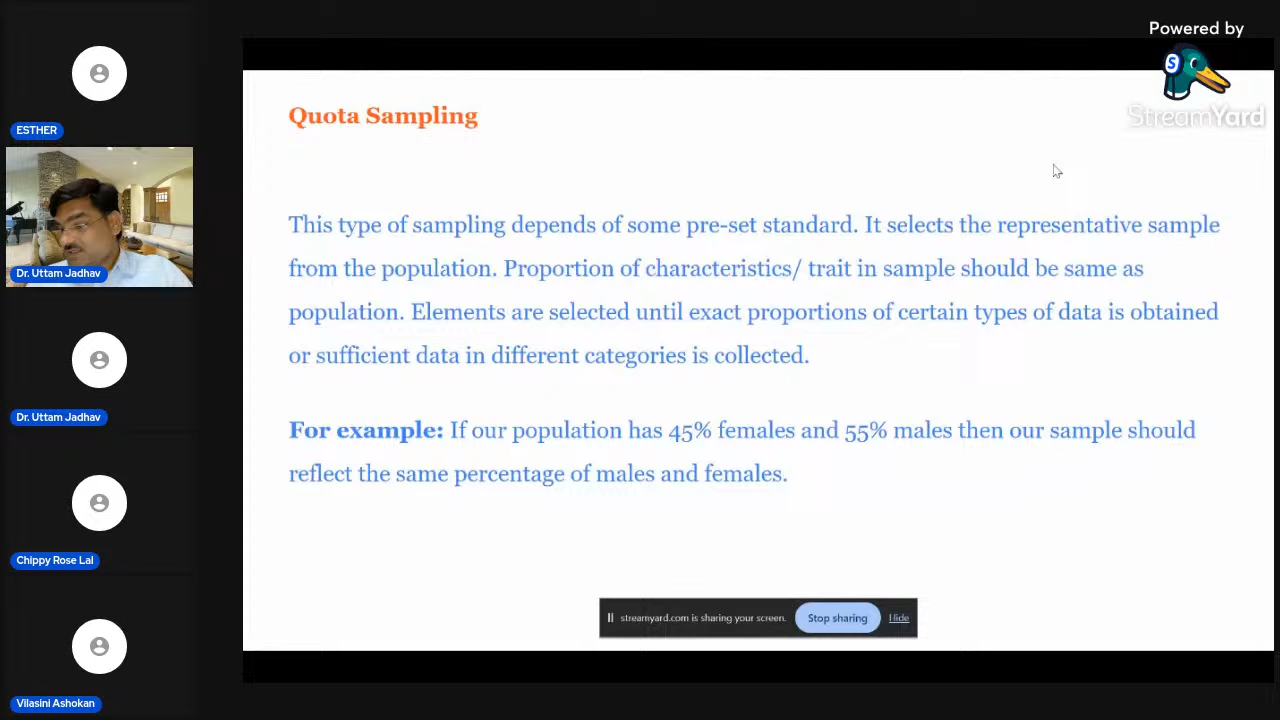 Powered by
StreamYard
ESTHER
Dr. Uttam Jadhav
Dr. Uttam Jadhav
Chippy Rose Lal
Vilasini Ashokan
Quota Sampling
This type of sampling depends of some pre-set standard. It selects the representative sample
from the population. Proportion of characteristics/ trait in sample should be same as
population. Elements are selected until exact proportions of certain types of data is obtained
or sufficient data in different categories is collected.
For example: If our population has 45% females and 55% males then our sample should
reflect the same percentage of males and females.
streamyard.com is sharing your screen. Stop sharing Hide